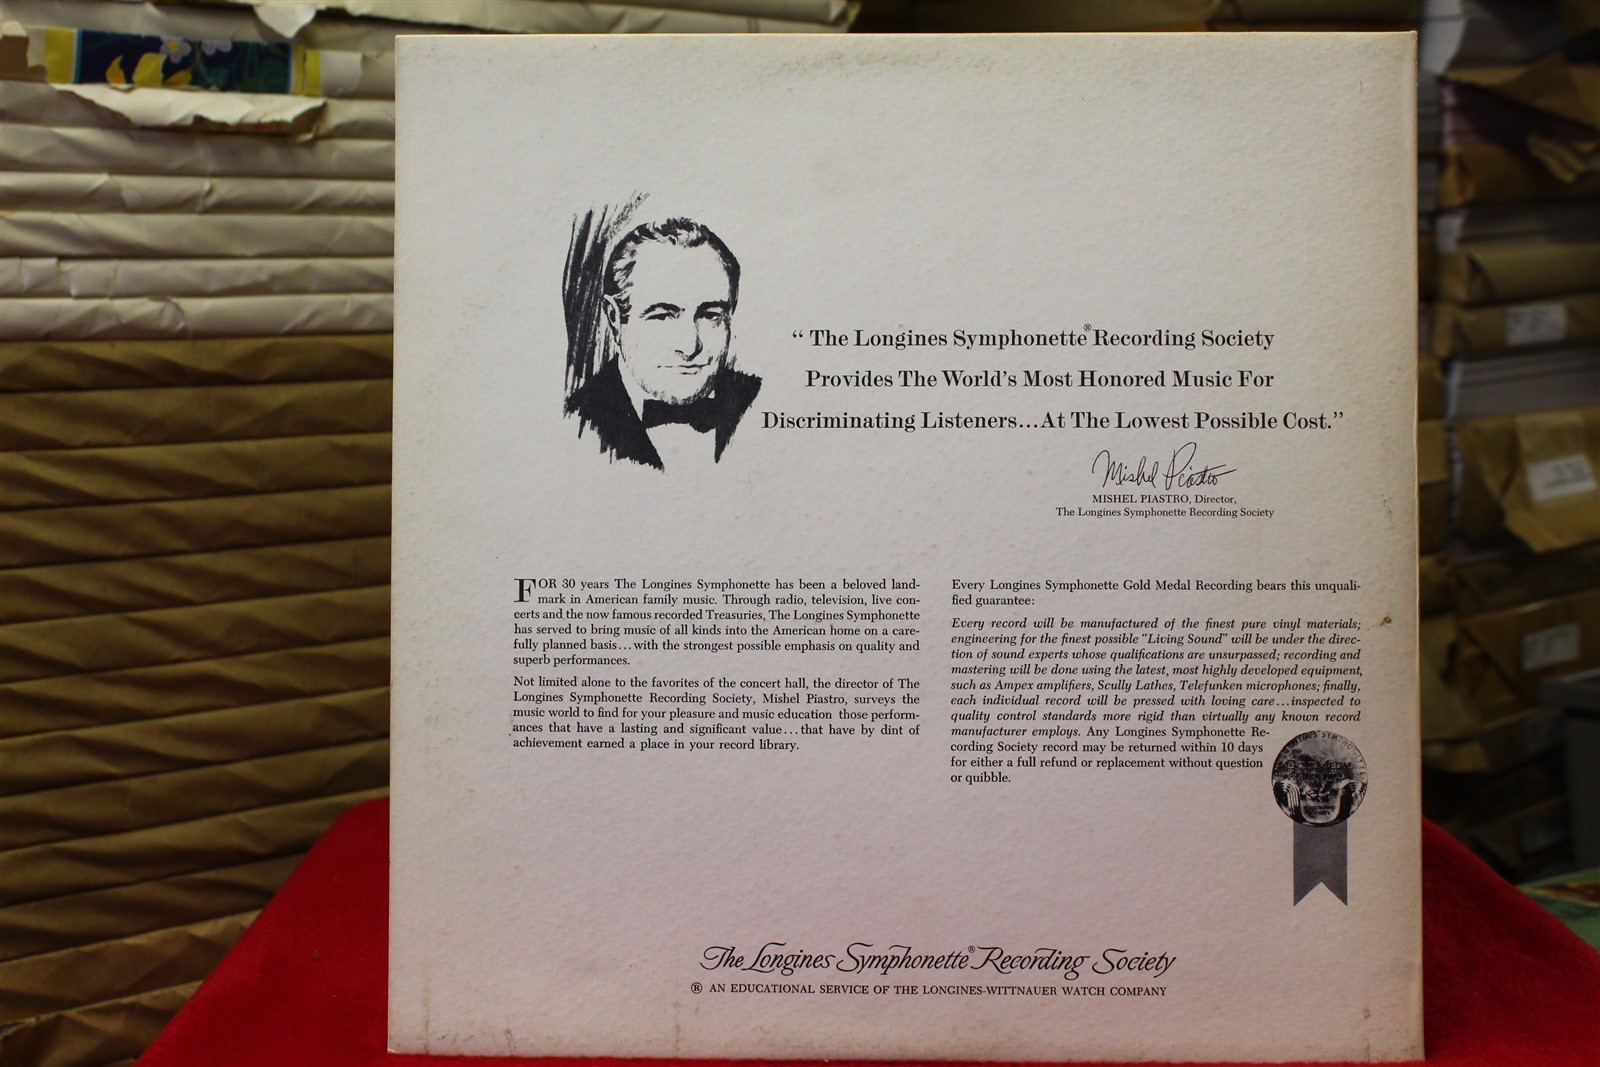 “ The Longines Symphonette® Recording Society
Provides The World's Most Honored Music For
Discriminating Listeners...At The Lowest Possible Cost.”
Mishel Piastro
MISHEL PIASTRO, Director,
The Longines Symphonette Recording Society
FOR 30 years The Longines Symphonette has been a beloved land-
mark in American family music. Through radio, television, live con-
certs and the now famous recorded Treasuries, The Longines Symphonette
has served to bring music of all kinds into the American home on a care-
fully planned basis...with the strongest possible emphasis on quality and
superb performances.
Not limited alone to the favorites of the concert hall, the director of The
Longines Symphonette Recording Society, Mishel Piastro, surveys the
music world to find for your pleasure and music education those perform-
ances that have a lasting and significant value...that have by dint of
achievement earned a place in your record library.
Every Longines Symphonette Gold Medal Recording bears this unquali-
fied guarantee:
Every record will be manufactured of the finest pure vinyl materials;
engineering for the finest possible "Living Sound" will be under the direc-
tion of sound experts whose qualifications are unsurpassed; recording and
mastering will be done using the latest, most highly developed equipment,
such as Ampex amplifiers, Scully Lathes, Telefunken microphones; finally,
each individual record will be pressed with loving care...inspected to
quality control standards more rigid than virtually any known record
manufacturer employs. Any Longines Symphonette Re-
cording Society record may be returned within 10 days
for either a full refund or replacement without question
or quibble.
The Longines Symphonette® Recording Society
® AN EDUCATIONAL SERVICE OF THE LONGINES-WITTNAUER WATCH COMPANY